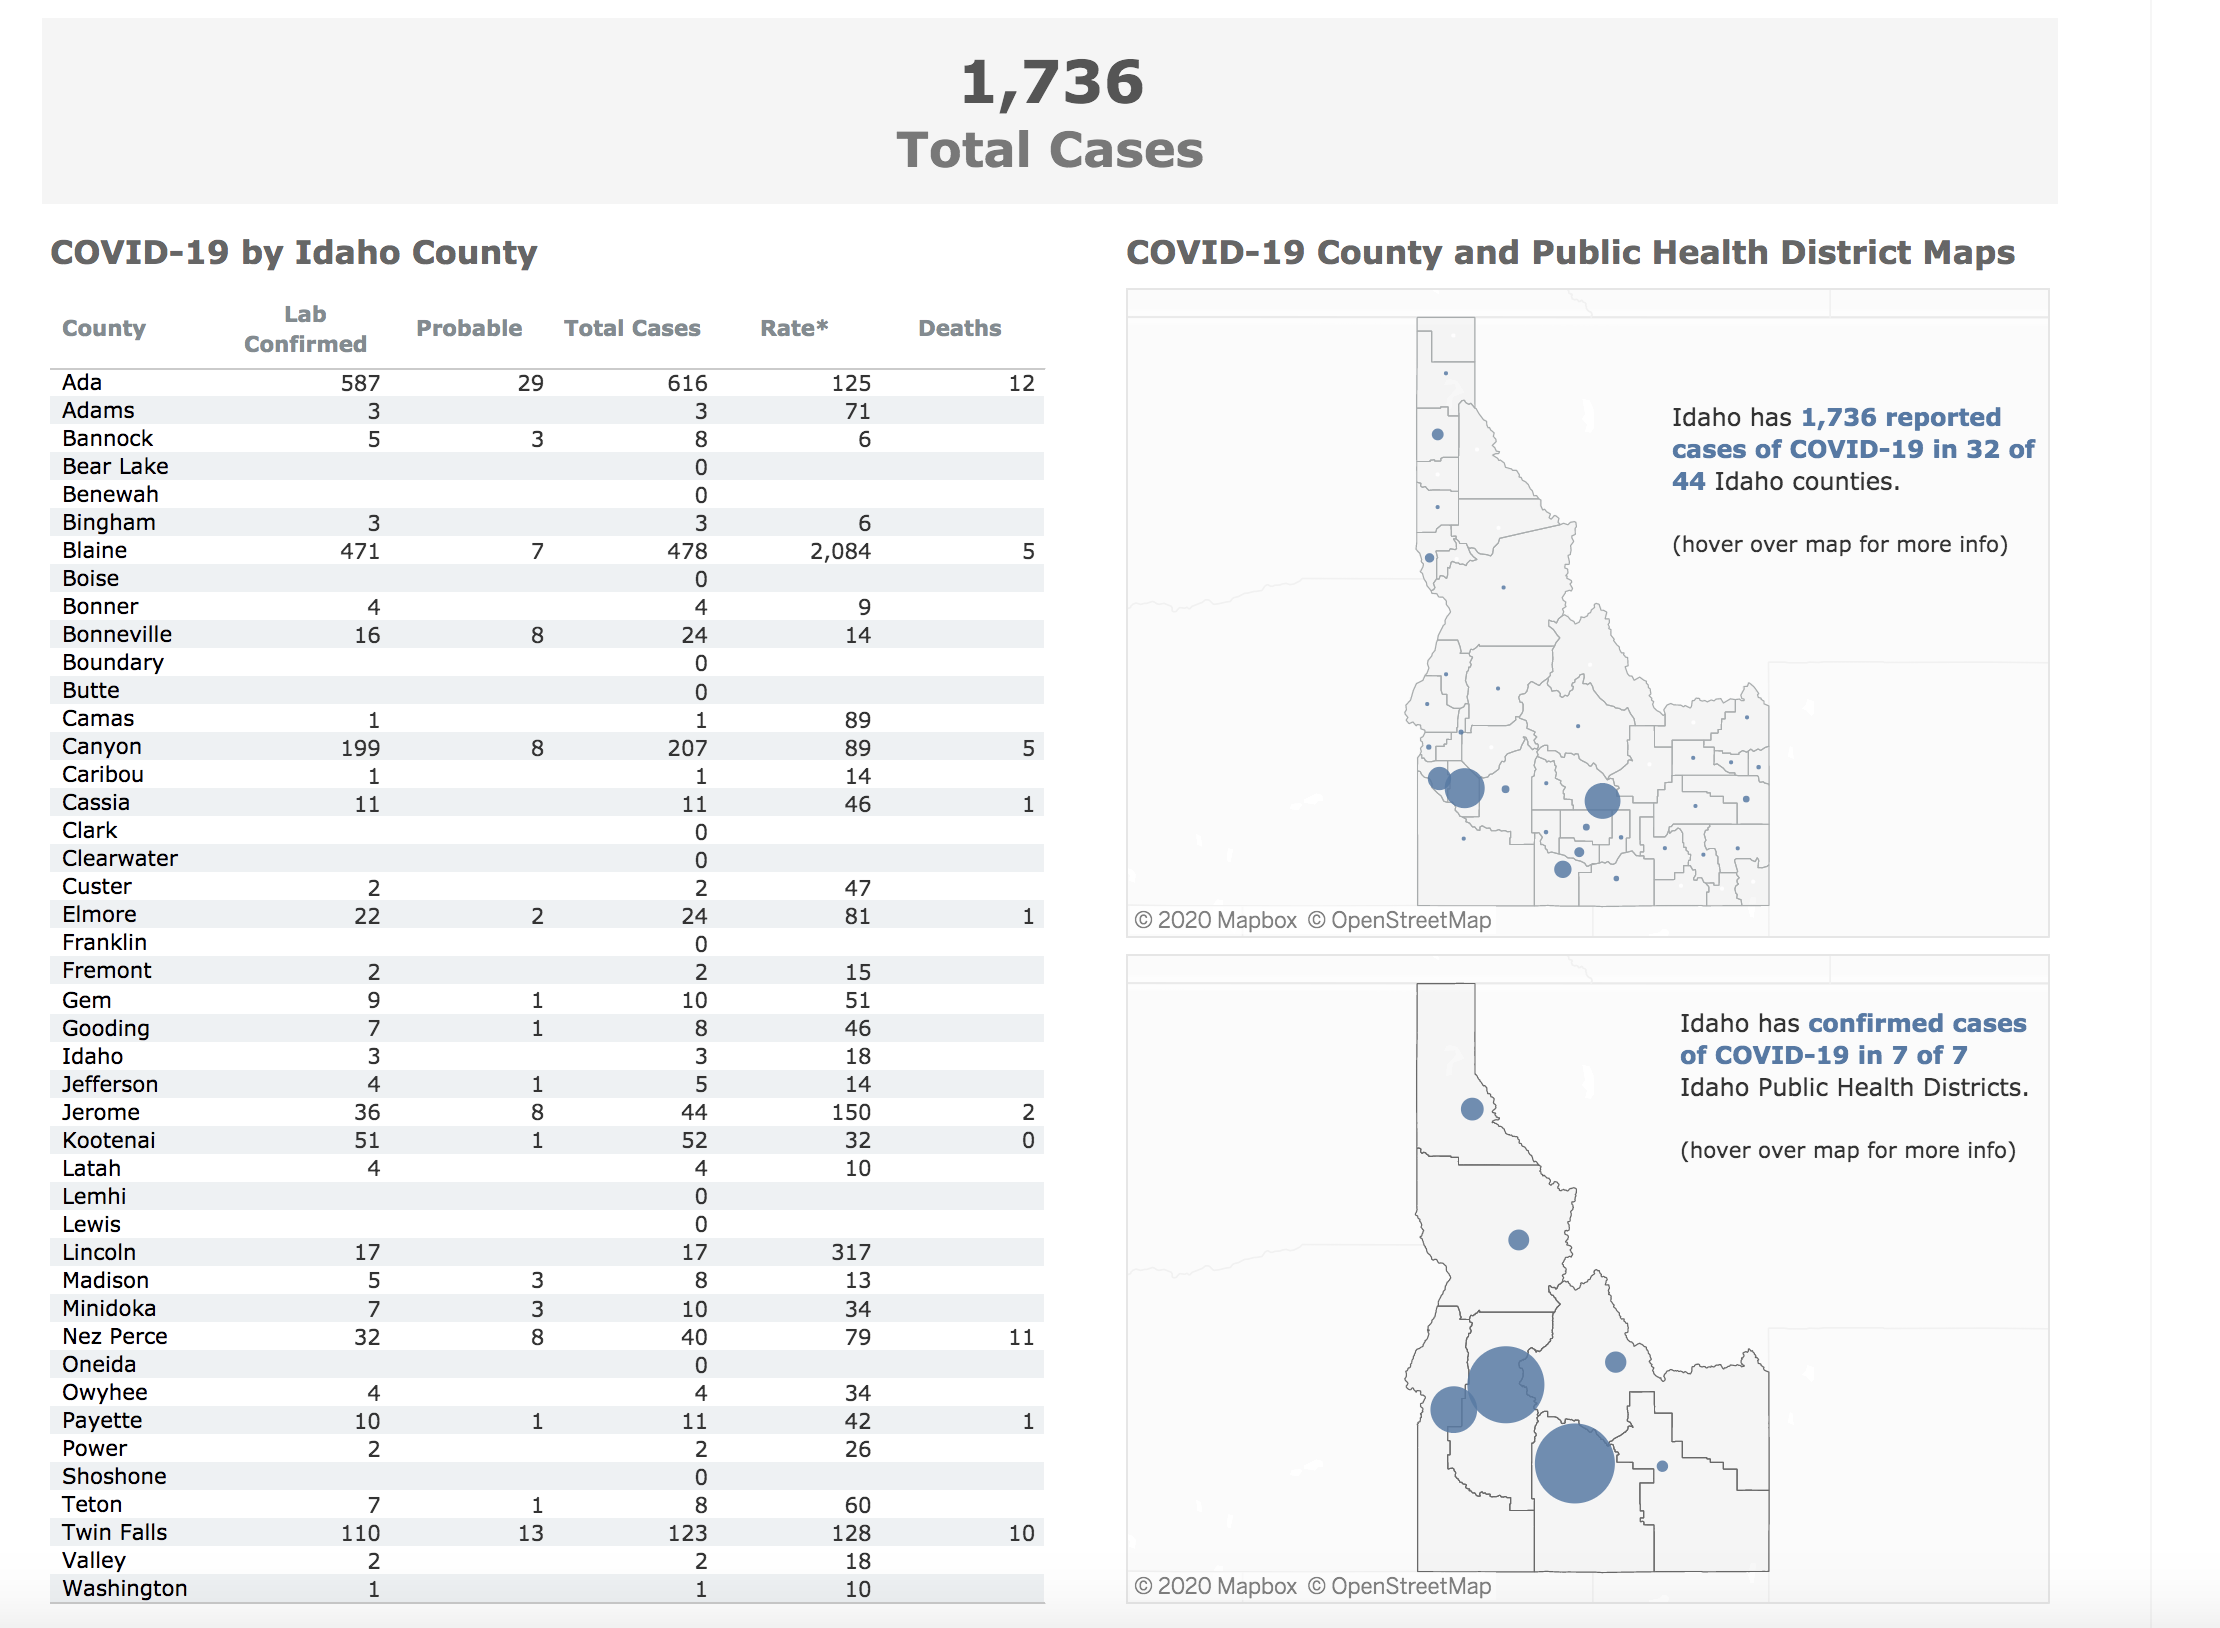 1,736
Total Cases
COVID-19 by Idaho County
County Lab Confirmed Probable Total Cases Rate* Deaths
Ada 587 29 616 125 12
Adams 3 3 71
Bannock 5 3 8 6
Bear Lake 0
Benewah 0
Bingham 3 3 6
Blaine 471 7 478 2,084 5
Boise 0
Bonner 4 4 9
Bonneville 16 8 24 14
Boundary 0
Butte 0
Camas 1 1 89
Canyon 199 8 207 89 5
Caribou 1 1 14
Cassia 11 11 46 1
Clark 0
Clearwater 0
Custer 2 2 47
Elmore 22 2 24 81 1
Franklin 0
Fremont 2 2 15
Gem 9 1 10 51
Gooding 7 1 8 46
Idaho 3 3 18
Jefferson 4 1 5 14
Jerome 36 8 44 150 2
Kootenai 51 1 52 32 0
Latah 4 4 10
Lemhi 0
Lewis 0
Lincoln 17 17 317
Madison 5 3 8 13
Minidoka 7 3 10 34
Nez Perce 32 8 40 79 11
Oneida 0
Owyhee 4 4 34
Payette 10 1 11 42 1
Power 2 2 26
Shoshone 0
Teton 7 1 8 60
Twin Falls 110 13 123 128 10
Valley 2 2 18
Washington 1 1 10
COVID-19 County and Public Health District Maps
Idaho has 1,736 reported
cases of COVID-19 in 32 of
44 Idaho counties.
(hover over map for more info)
© 2020 Mapbox © OpenStreetMap
Idaho has confirmed cases
of COVID-19 in 7 of 7
Idaho Public Health Districts.
(hover over map for more info)
© 2020 Mapbox © OpenStreetMap